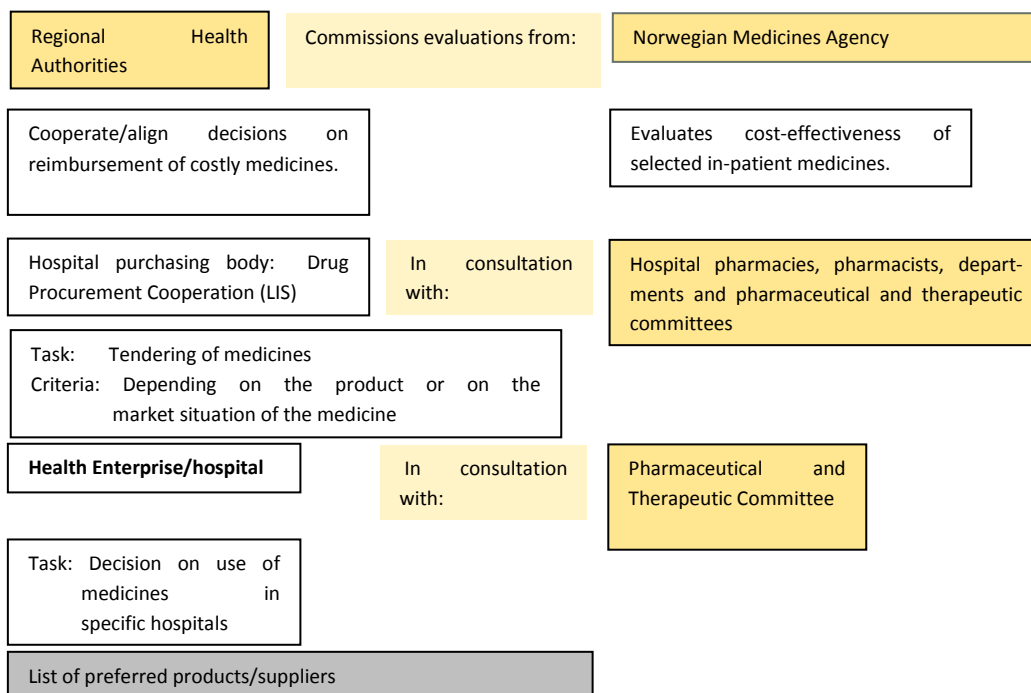 Regional Health
Authorities
Commissions evaluations from:
Norwegian Medicines Agency
Cooperate/align decisions on
reimbursement of costly medicines.
Evaluates cost-effectiveness of
selected in-patient medicines.
Hospital purchasing body: Drug
Procurement Cooperation (LIS)
In consultation
with:
Hospital pharmacies, pharmacists, depart-
ments and pharmaceutical and therapeutic
committees
Task: Tendering of medicines
Criteria: Depending on the product or on the
market situation of the medicine
Health Enterprise/hospital
In consultation
with:
Pharmaceutical and
Therapeutic Committee
Task: Decision on use of
medicines in
specific hospitals
List of preferred products/suppliers